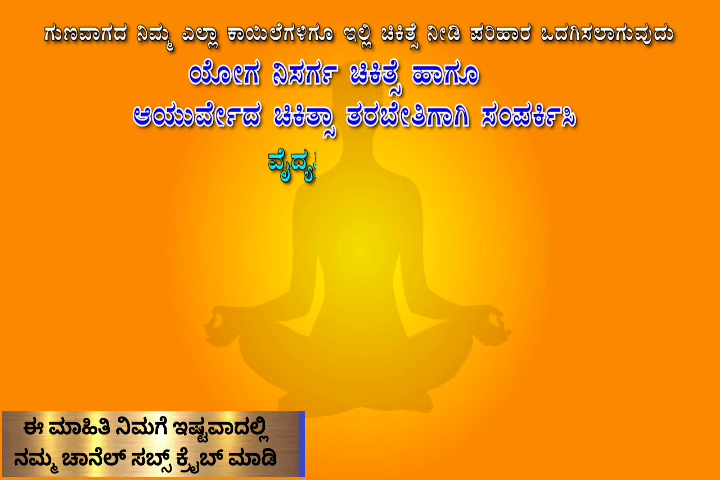 ಗುಣವಾಗದ ನಿಮ್ಮ ಎಲ್ಲಾ ಕಾಯಿಲೆಗಳಿಗೂ ಇಲ್ಲಿ ಚಿಕಿತ್ಸೆ ನೀಡಿ ಪರಿಹಾರ ಒದಗಿಸಲಾಗುವುದು
ಯೋಗ ನಿಸರ್ಗ ಚಿಕಿತ್ಸೆ ಹಾಗೂ
ಆಯುರ್ವೇದ ಚಿಕಿತ್ಸಾ ತರಬೇತಿಗಾಗಿ ಸಂಪರ್ಕಿಸಿ
ಈ ಮಾಹಿತಿ ನಿಮಗೆ ಇಷ್ಟವಾದಲ್ಲಿ
ನಮ್ಮ ಚಾನೆಲ್ ಸಬ್ಸ್ ಕ್ರೈಬ್ ಮಾಡಿ